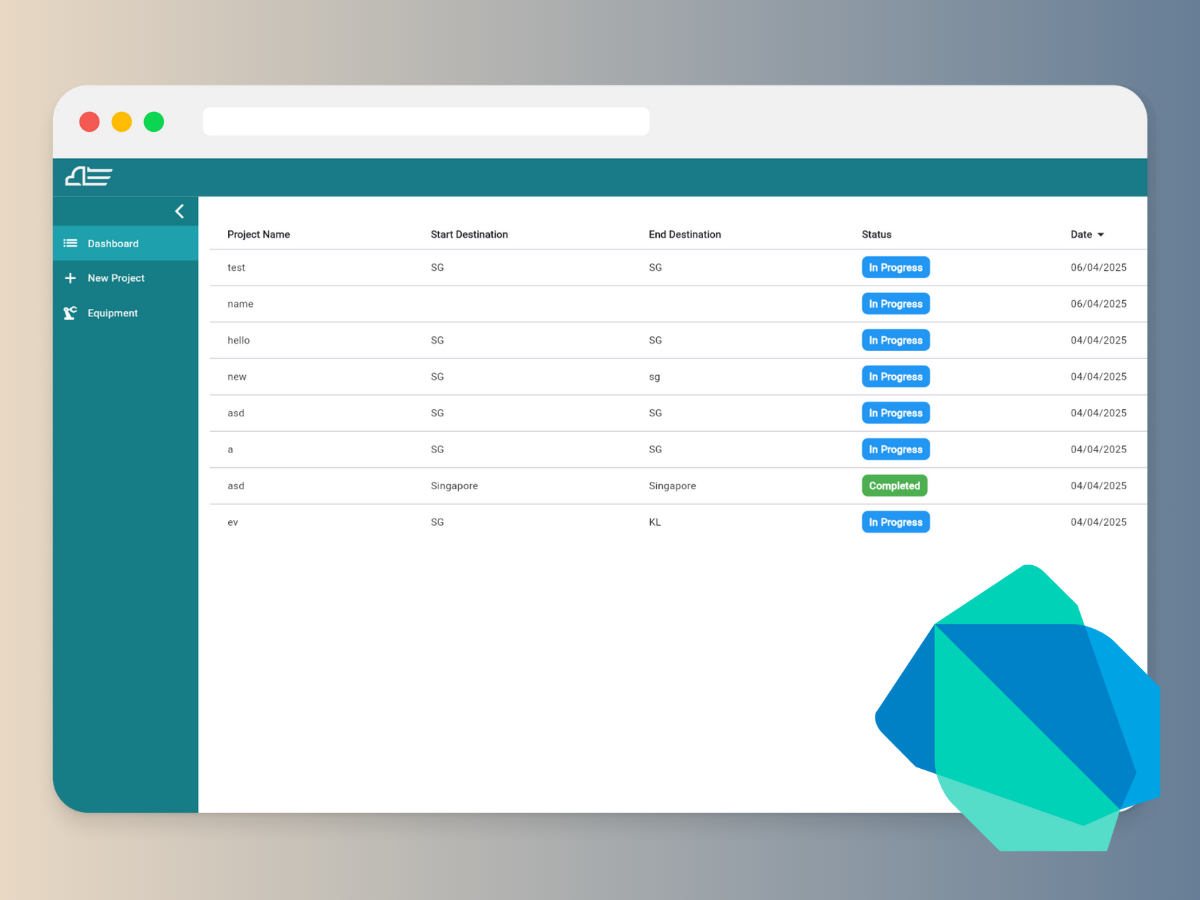 Dashboard
New Project
Equipment
Project Name Start Destination End Destination Status Date
test SG SG In Progress 06/04/2025
name In Progress 06/04/2025
hello SG SG In Progress 04/04/2025
new SG sg In Progress 04/04/2025
asd SG SG In Progress 04/04/2025
a SG SG In Progress 04/04/2025
asd Singapore Singapore Completed 04/04/2025
ev SG KL In Progress 04/04/2025